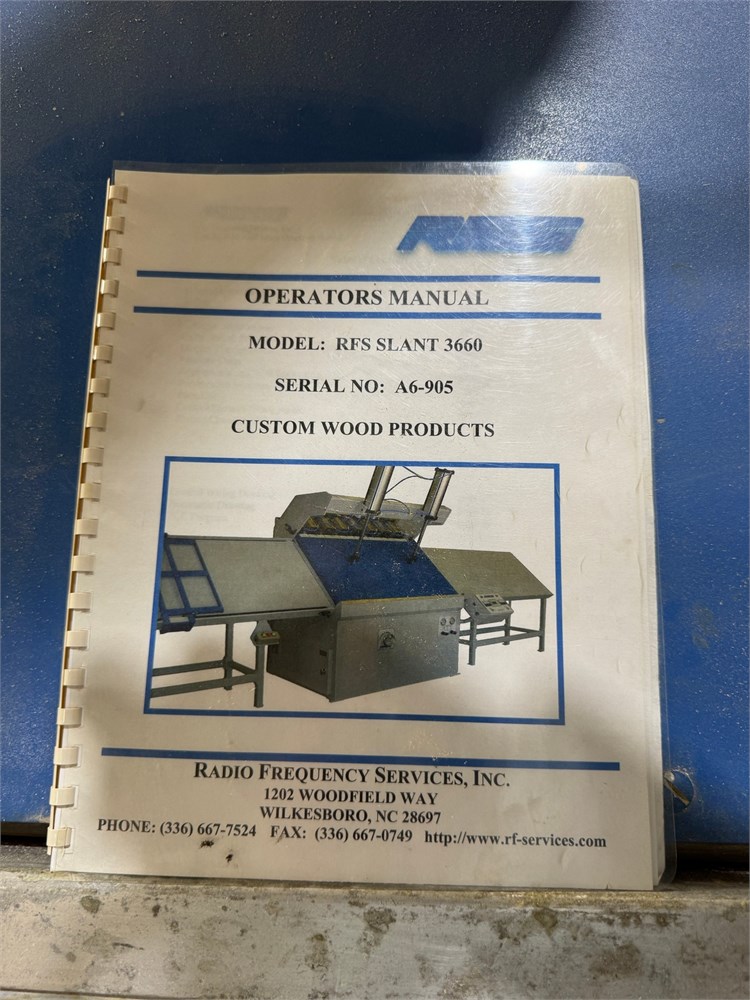 OPERATORS MANUAL
MODEL: RFS SLANT 3660
SERIAL NO: A6-905
CUSTOM WOOD PRODUCTS
RADIO FREQUENCY SERVICES, INC.
1202 WOODFIELD WAY
WILKESBORO, NC 28697
PHONE: (336) 667-7524 FAX: (336) 667-0749 http://www.rf-services.com